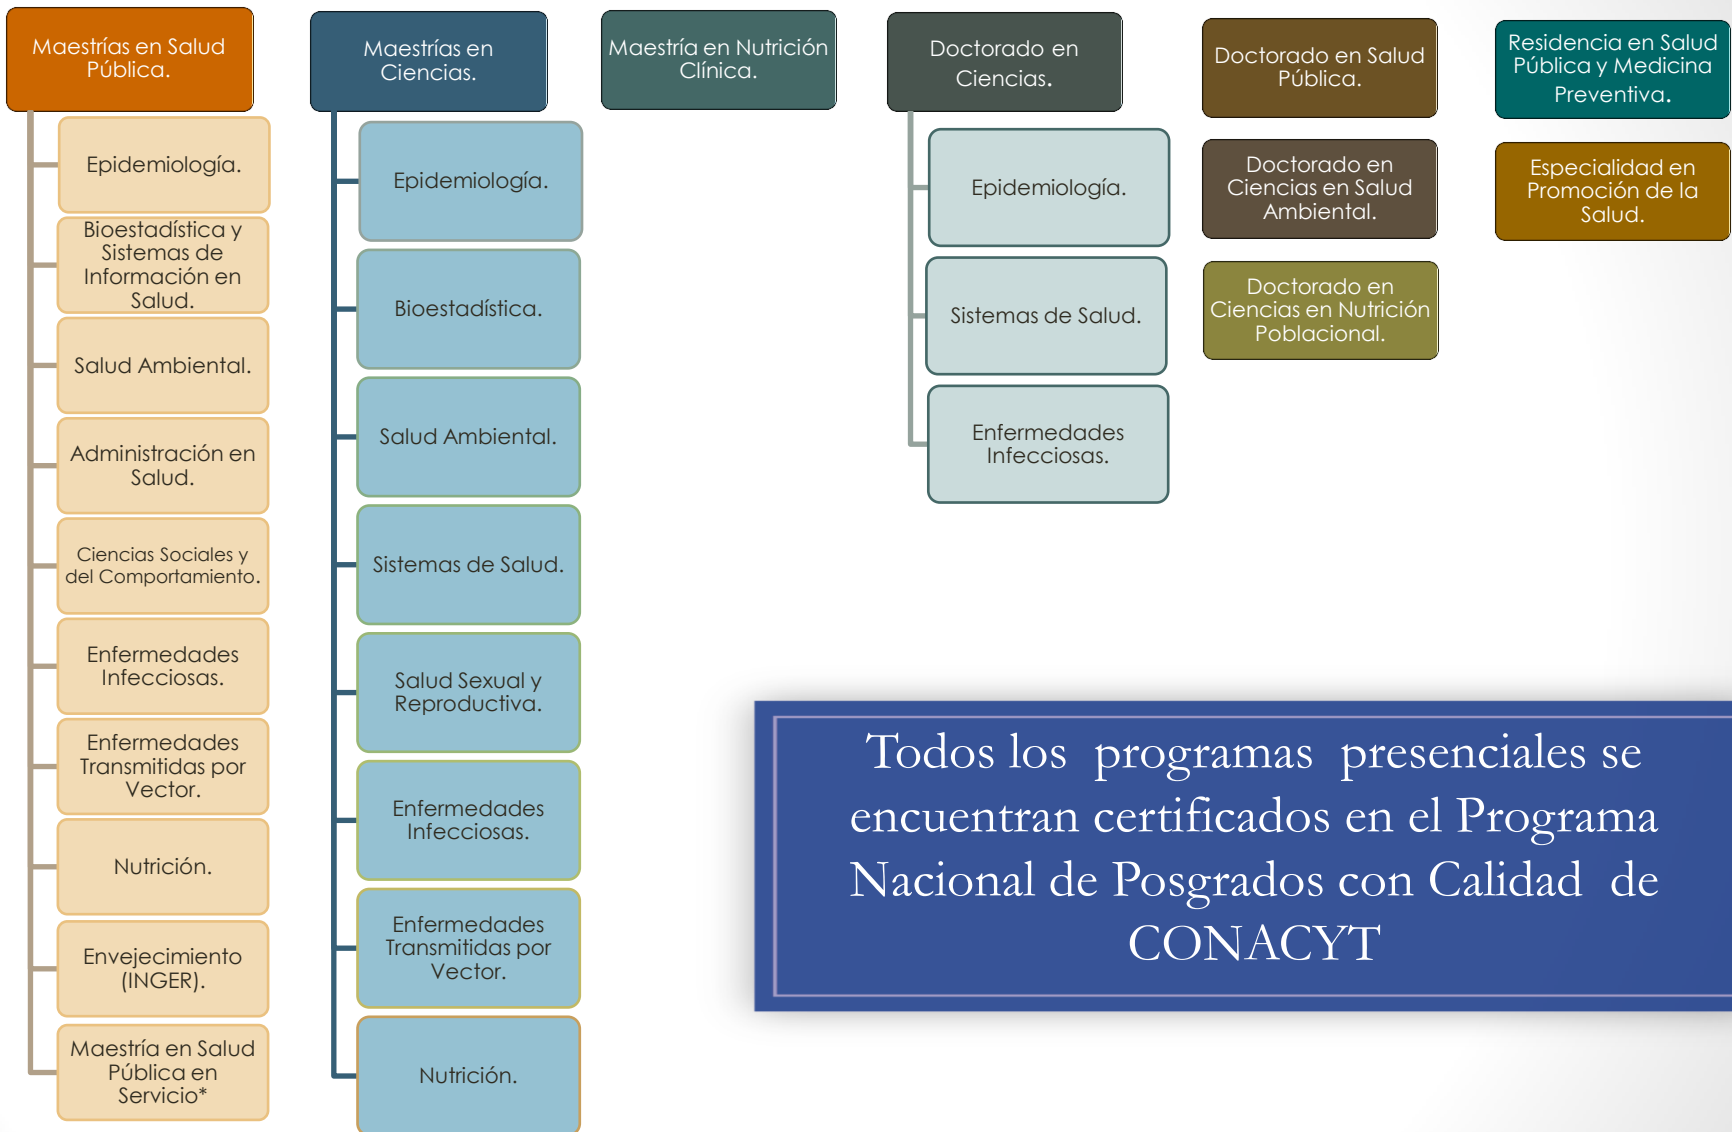 Maestrías en Salud
Pública.
Epidemiología.
Bioestadística y
Sistemas de
Información en
Salud.
Salud Ambiental.
Administración en
Salud.
Ciencias Sociales y
del Comportamiento.
Enfermedades
Infecciosas.
Enfermedades
Transmitidas por
Vector.
Nutrición.
Envejecimiento
(INGER).
Maestría en Salud
Pública en
Servicio*
Maestrías en
Ciencias.
Epidemiología.
Bioestadística.
Salud Ambiental.
Sistemas de Salud.
Salud Sexual y
Reproductiva.
Enfermedades
Infecciosas.
Enfermedades
Transmitidas por
Vector.
Nutrición.
Maestría en Nutrición
Clínica.
Doctorado en
Ciencias.
Epidemiología.
Sistemas de Salud.
Enfermedades
Infecciosas.
Doctorado en Salud
Pública.
Doctorado en
Ciencias en Salud
Ambiental.
Doctorado en
Ciencias en Nutrición
Poblacional.
Residencia en Salud
Pública y Medicina
Preventiva.
Especialidad en
Promoción de la
Salud.
Todos los programas presenciales se
encuentran certificados en el Programa
Nacional de Posgrados con Calidad de
CONACYT